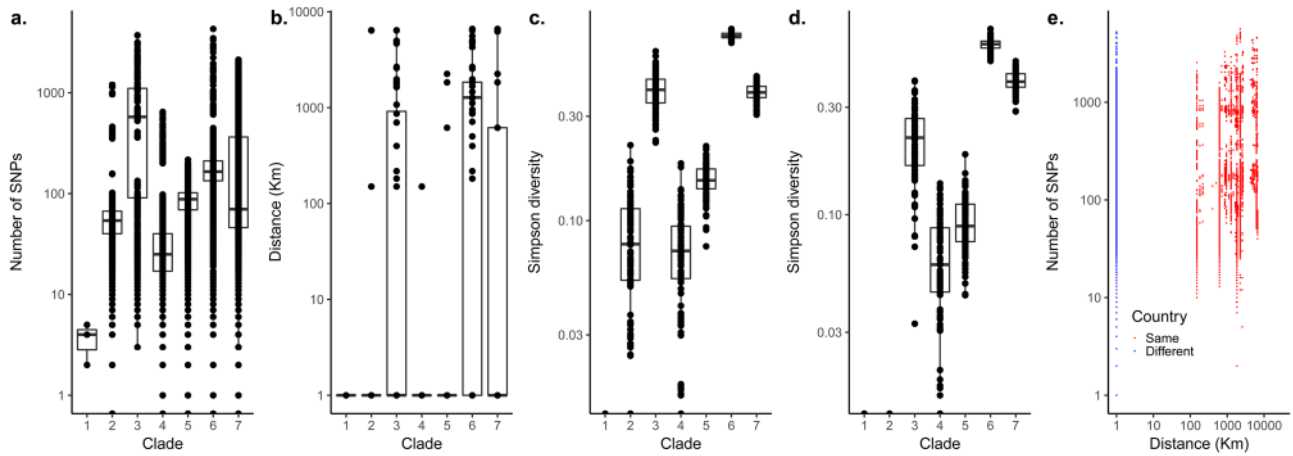 a.
Number of SNPs
1000
100
10
1
1 2 3 4 5 6 7
Clade
b.
Distance (Km)
10000
1000
100
10
1
1 2 3 4 5 6 7
Clade
c.
Simpson diversity
0.30
0.10
0.03
1 2 3 4 5 6 7
Clade
d.
Simpson diversity
0.30
0.10
0.03
1 2 3 4 5 6 7
Clade
e.
Number of SNPs
1000
100
10
1
Country
Same
Different
1 10 100 1000 10000
Distance (Km)